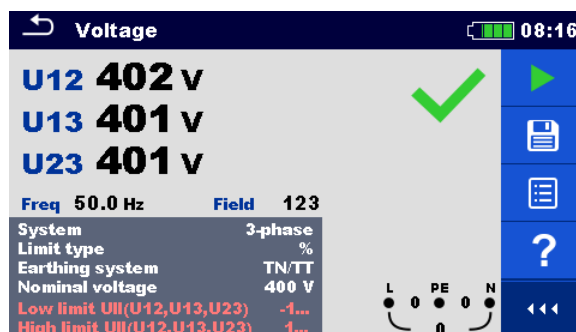 Voltage 08:16
U12 402 V
U13 401 V
U23 401 V
Freq 50.0 Hz Field 123
System 3-phase
Limit type %
Earthing system TN/TT
Nominal voltage 400 V
Low limit Ull(U12,U13,U23) -1...
High limit Ull(U12,U13,U23) 1...
?
L PE N
0 0
0